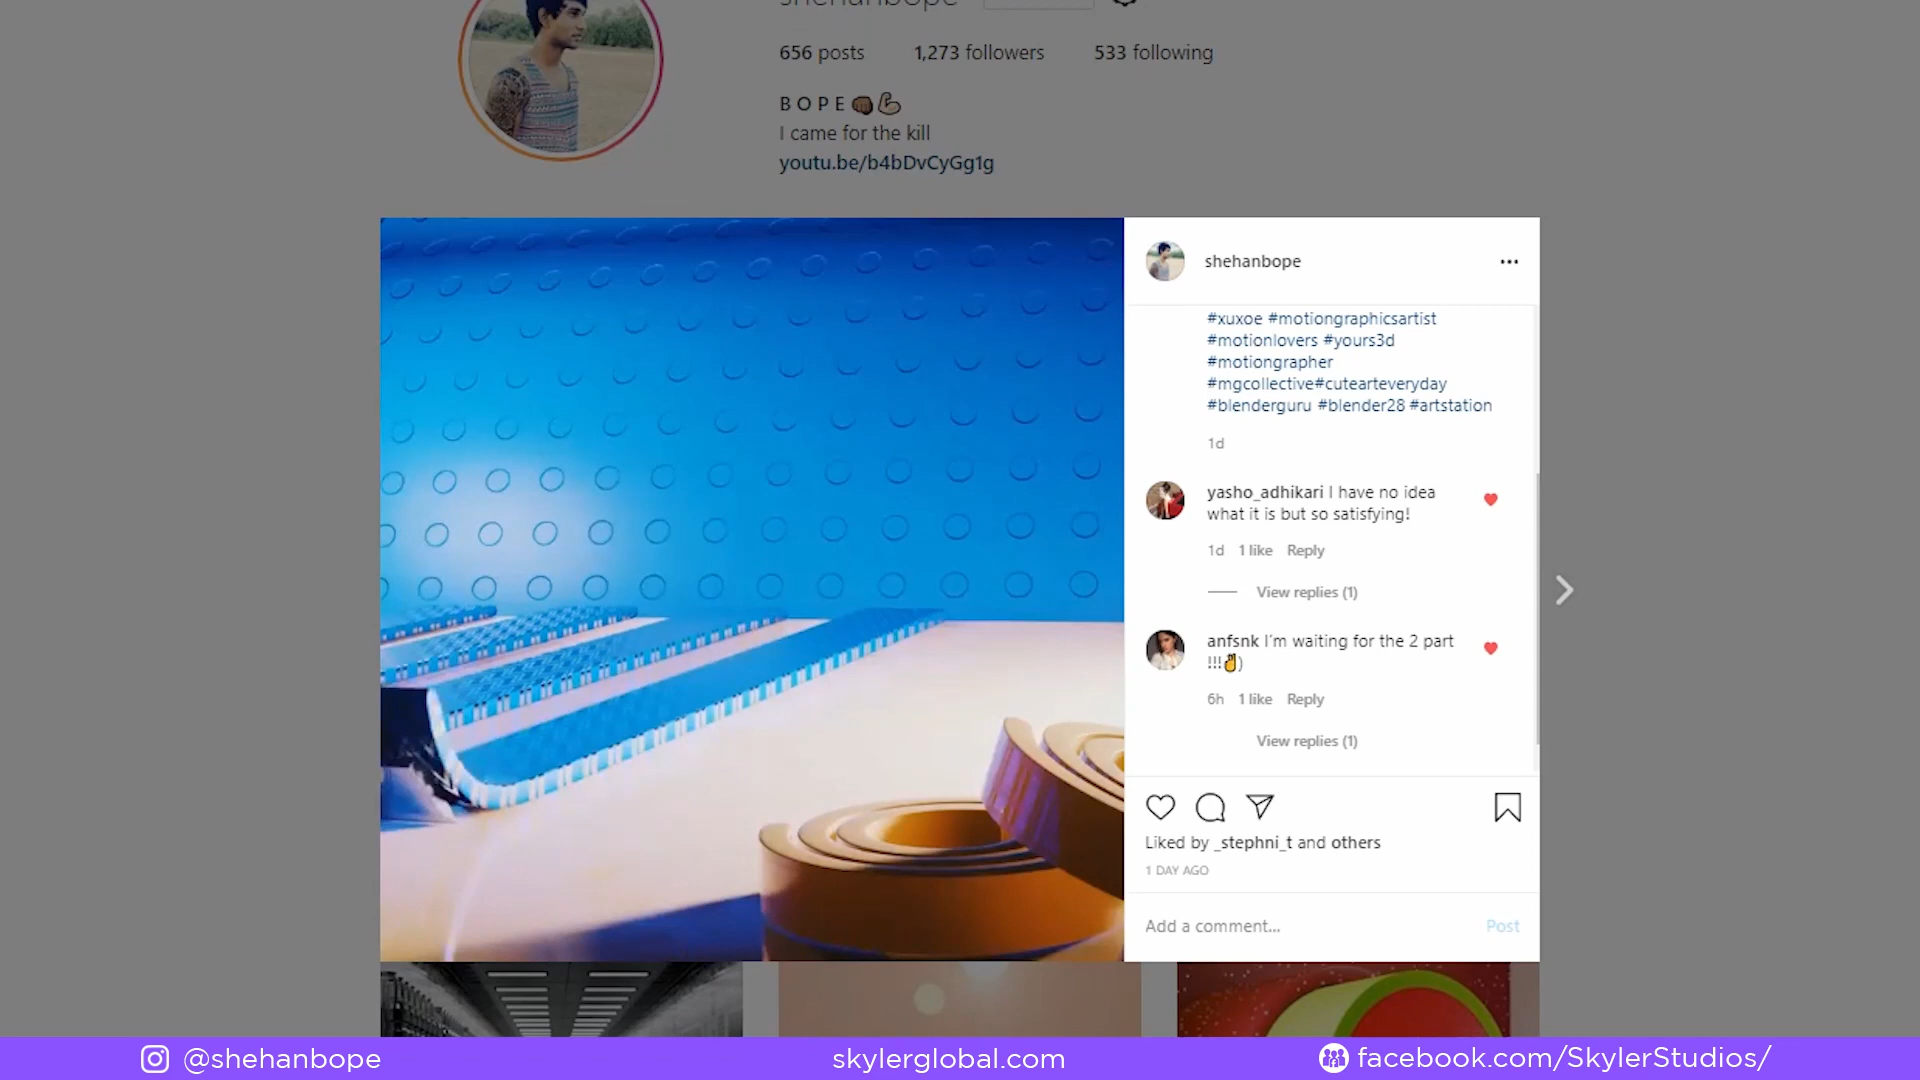 shehanbope
656 posts 1,273 followers 533 following
B O P E 👊🏾💪🏼
I came for the kill
youtu.be/b4bDvCyGg1g
shehanbope
#xuxoe #motiongraphicsartist
#motionlovers #yours3d
#motiongrapher
#mgcollective#cutearteveryday
#blenderguru #blender28 #artstation
1d
yasho_adhikari I have no idea
what it is but so satisfying!
1d 1 like Reply
View replies (1)
anfsnk I'm waiting for the 2 part
!!!✌)
6h 1 like Reply
View replies (1)
Liked by _stephni_t and others
1 DAY AGO
Add a comment... Post
@shehanbope skylerglobal.com facebook.com/SkylerStudios/